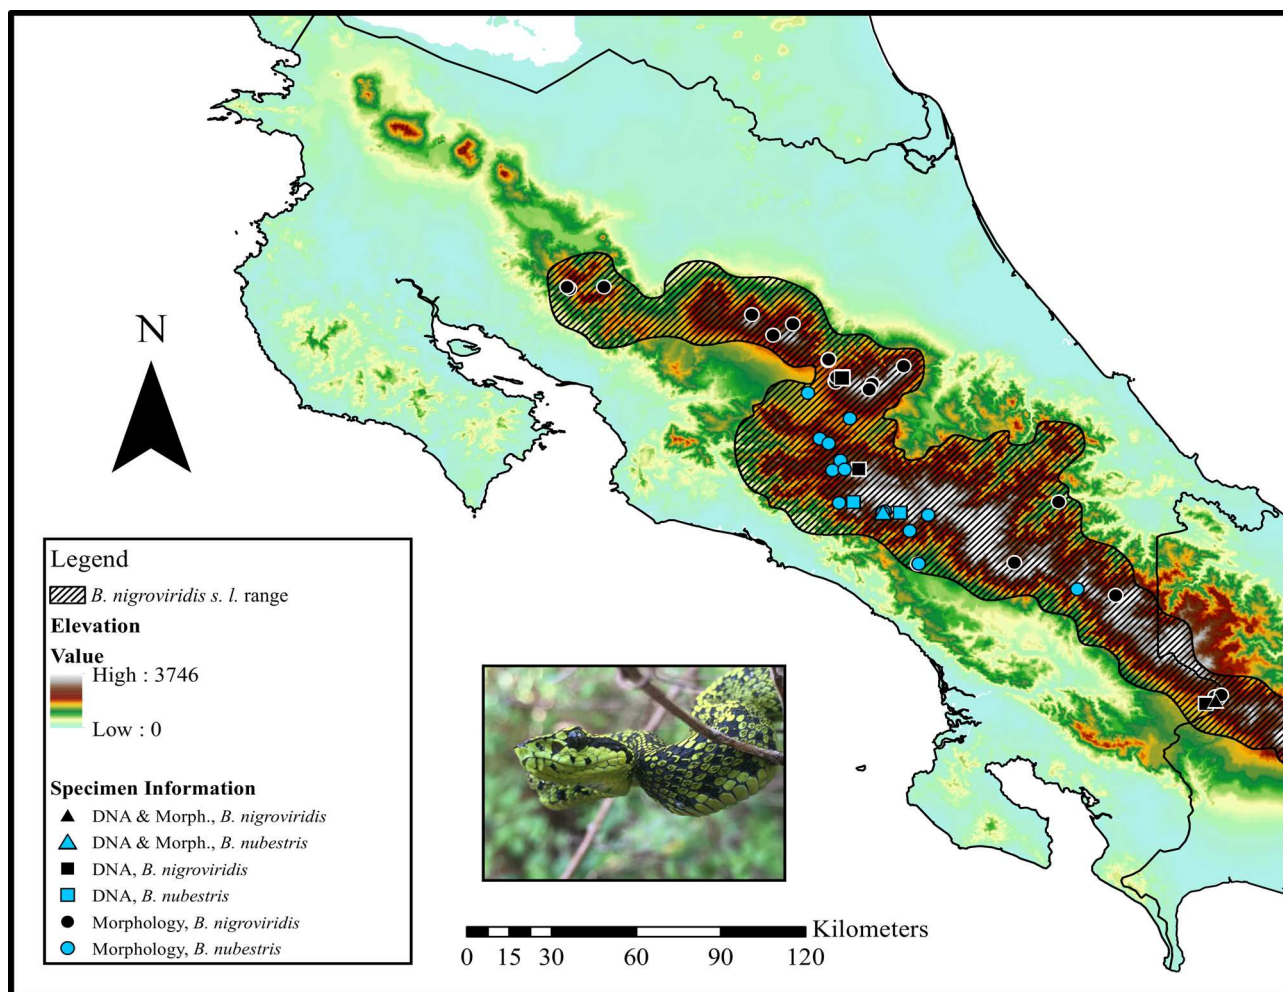 N
Legend
B. nigroviridis s. l. range
Elevation
Value
High : 3746
Low : 0
Specimen Information
DNA & Morph., B. nigroviridis
DNA & Morph., B. nubestris
DNA, B. nigroviridis
DNA, B. nubestris
Morphology, B. nigroviridis
Morphology, B. nubestris
Kilometers
0 15 30 60 90 120